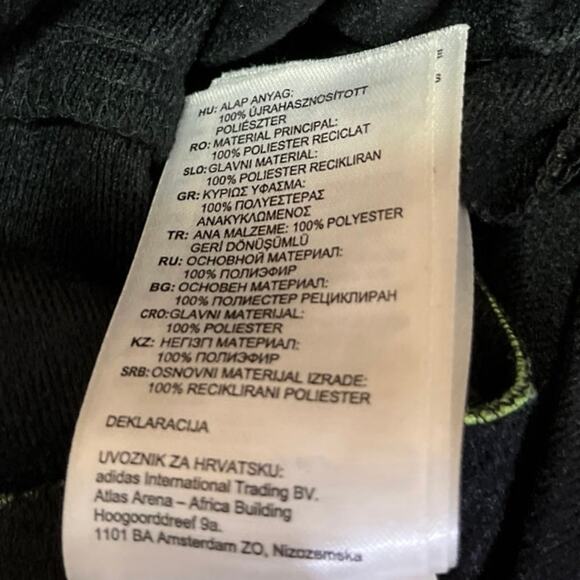 HU: ALAP ANYAG:
100% ÚJRAHASZNOSÍTOTT
POLIÉSZTER
RO: MATERIAL PRINCIPAL:
100% POLIESTER RECICLAT
SLO: GLAVNI MATERIAL:
100% POLIESTER RECIKLIRAN
GR: ΚΥΡΙΩΣ ΥΦΑΣΜΑ:
100% ΠΟΛΥΕΣΤΕΡΑΣ
ΑΝΑΚΥΚΛΩΜΕΝΟΣ
TR: ANA MALZEME: 100% POLYESTER
GERİ DÖNÜŞÜMLÜ
RU: ОСНОВНОЙ МАТЕРИАЛ:
100% ПОЛИЭФИР
BG: ОСНОВЕН МАТЕРИАЛ:
100% ПОЛИЕСТЕР РЕЦИКЛИРАН
CRO: GLAVNI MATERIJAL:
100% POLIESTER
KZ: НЕГІЗГІ МАТЕРИАЛ:
100% ПОЛИЭФИР
SRB: OSNOVNI MATERIJAL IZRADE:
100% RECIKLIRANI POLIESTER
DEKLARACIJA
UVOZNIK ZA HRVATSKU:
adidas International Trading BV.
Atlas Arena – Africa Building
Hoogoorddreef 9a.
1101 BA Amsterdam ZO, Nizozemska